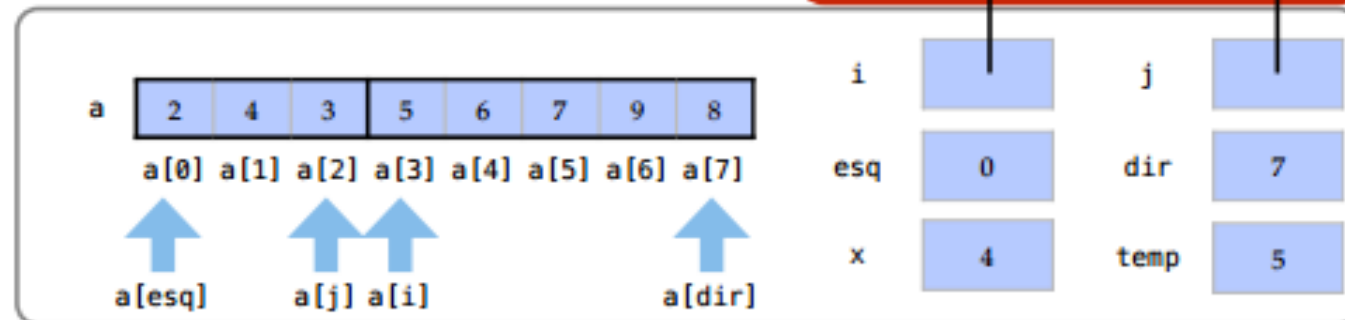 i j
a 2 4 3 5 6 7 9 8
a[0] a[1] a[2] a[3] a[4] a[5] a[6] a[7] esq 0 dir 7
x 4 temp 5
a[esq] a[j] a[i] a[dir]